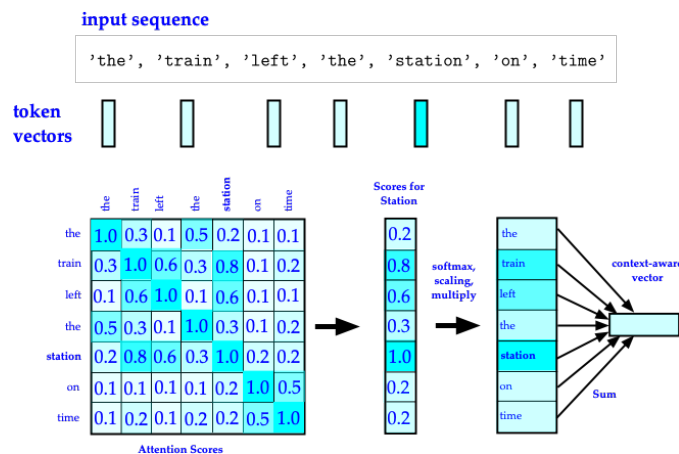 input sequence
'the', 'train', 'left', 'the', 'station', 'on', 'time'
token
vectors
the train left the station on time
the 1.0 0.3 0.1 0.5 0.2 0.1 0.1
train 0.3 1.0 0.6 0.3 0.8 0.1 0.2
left 0.1 0.6 1.0 0.1 0.6 0.1 0.1
the 0.5 0.3 0.1 1.0 0.3 0.1 0.2
station 0.2 0.8 0.6 0.3 1.0 0.2 0.2
on 0.1 0.1 0.1 0.1 0.2 1.0 0.5
time 0.1 0.2 0.1 0.2 0.2 0.5 1.0
Attention Scores
Scores for
Station
0.2
0.8
0.6
0.3
1.0
0.2
0.2
softmax,
scaling,
multiply
the
train
left
the
station
on
time
context-aware
vector
Sum